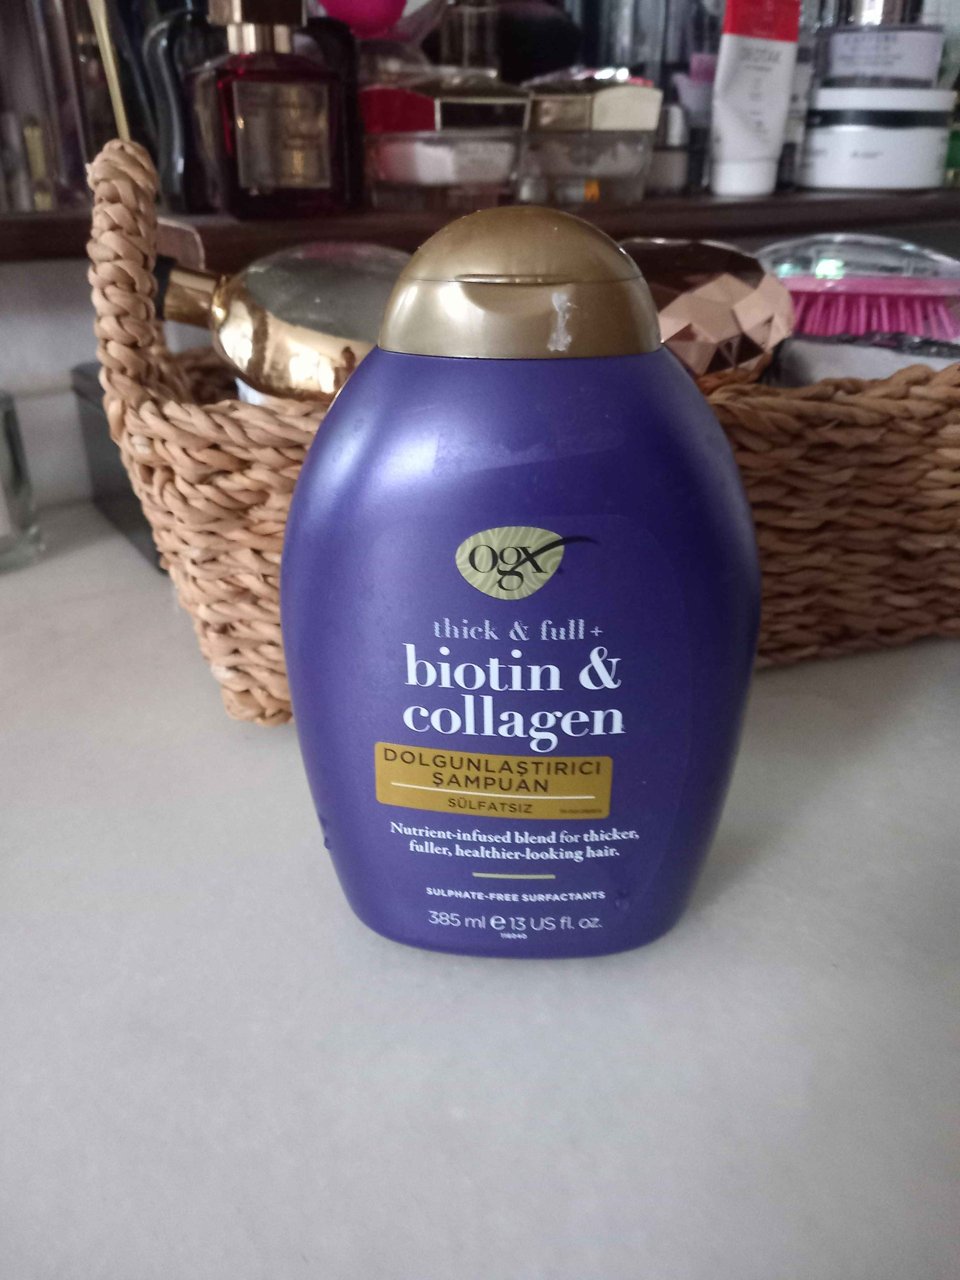 ogx
thick & full+
biotin &
collagen
DOLGUNLAŞTIRICI
ŞAMPUAN
SÜLFATSIZ
Nutrient-infused blend for thicker,
fuller, healthier-looking hair.
SULPHATE-FREE SURFACTANTS
385 ml e 13 US fl. oz.